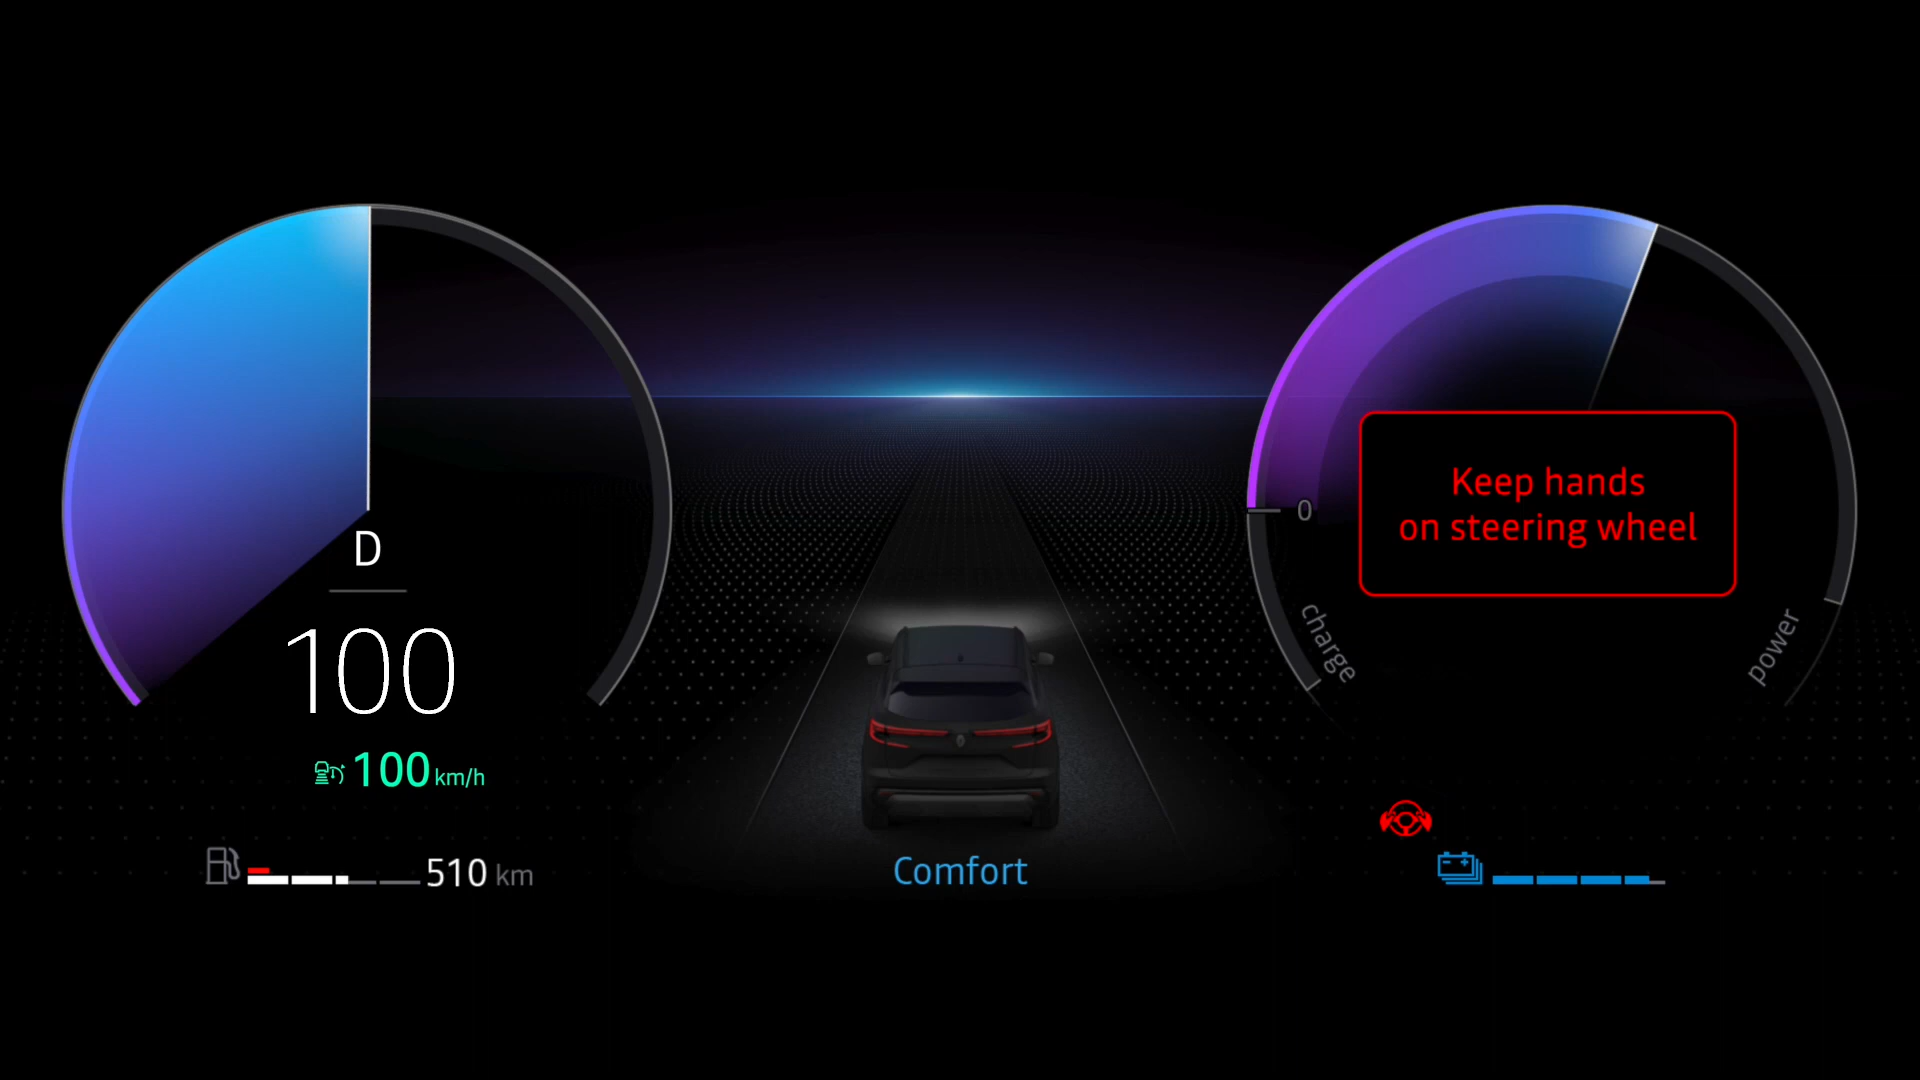 D
100
100 km/h
510 km
Comfort
0
Keep hands
on steering wheel
charge
power